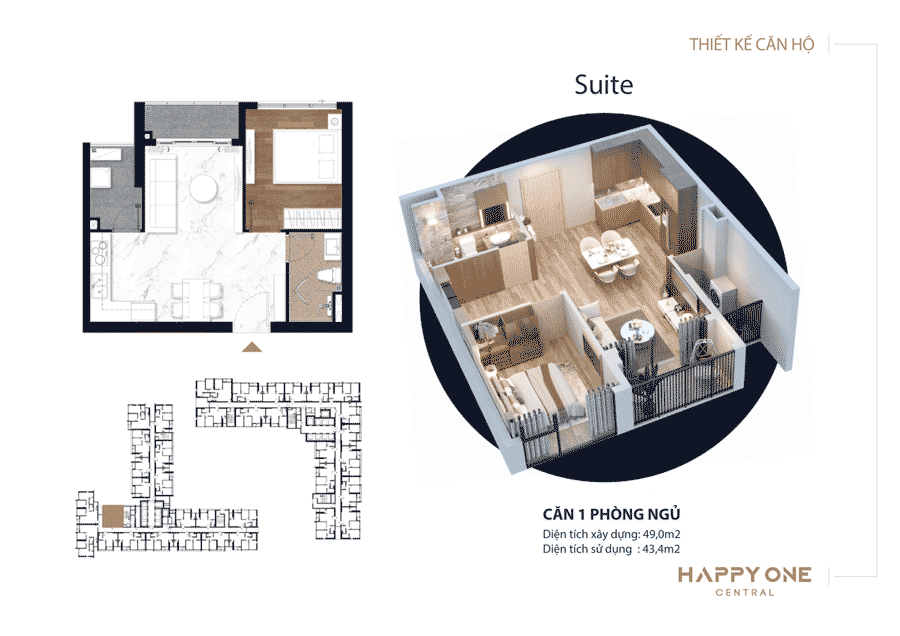 THIẾT KẾ CĂN HỘ
Suite
CĂN 1 PHÒNG NGỦ
Diện tích xây dựng: 49,0m2
Diện tích sử dụng : 43,4m2
HAPPY ONE
CENTRAL